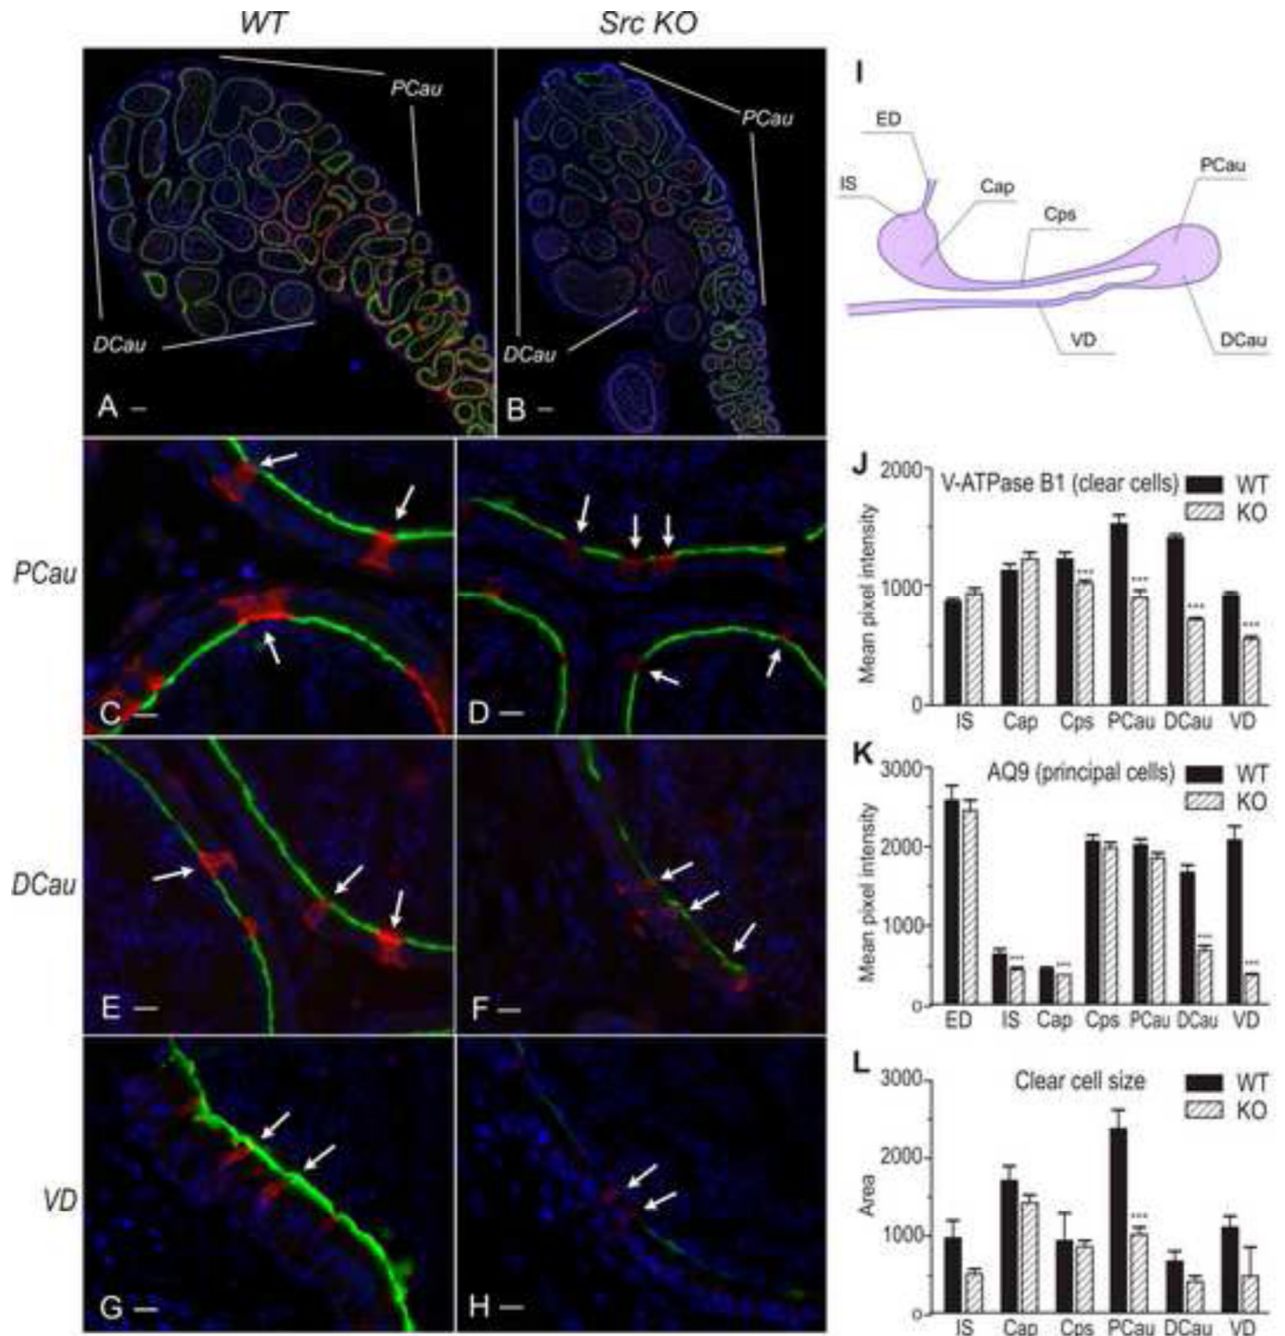 WT
Src KO
PCau
DCau
A
PCau
DCau
B
PCau
C
D
DCau
E
F
VD
G
H
I
ED
IS
Cap
Cps
PCau
VD
DCau
J
V-ATPase B1 (clear cells)
WT
KO
Mean pixel intensity
2000
1000
0
***
***
***
***
IS Cap Cps PCau DCau VD
K
AQ9 (principal cells)
WT
KO
Mean pixel intensity
3000
2000
1000
0
***
***
***
***
ED IS Cap Cps PCau DCau VD
L
Clear cell size
WT
KO
Area
3000
2000
1000
0
***
IS Cap Cps PCau DCau VD